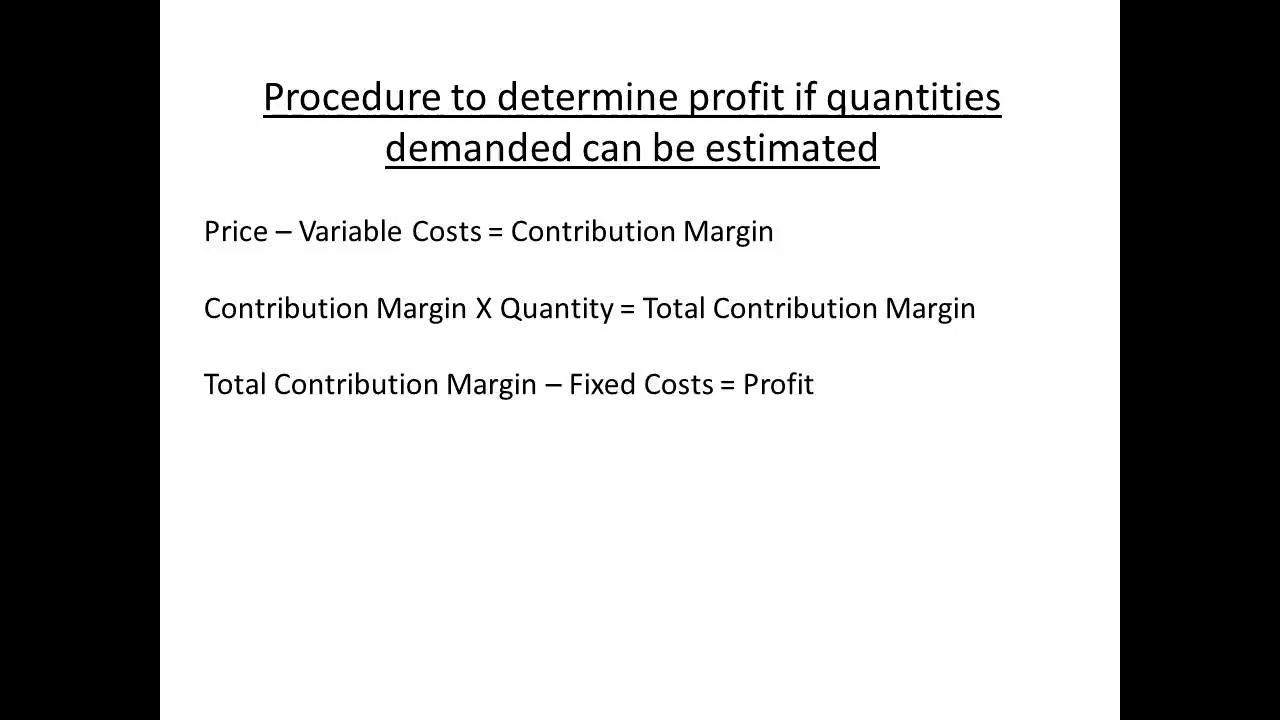 Procedure to determine profit if quantities
demanded can be estimated
Price – Variable Costs = Contribution Margin
Contribution Margin X Quantity = Total Contribution Margin
Total Contribution Margin – Fixed Costs = Profit